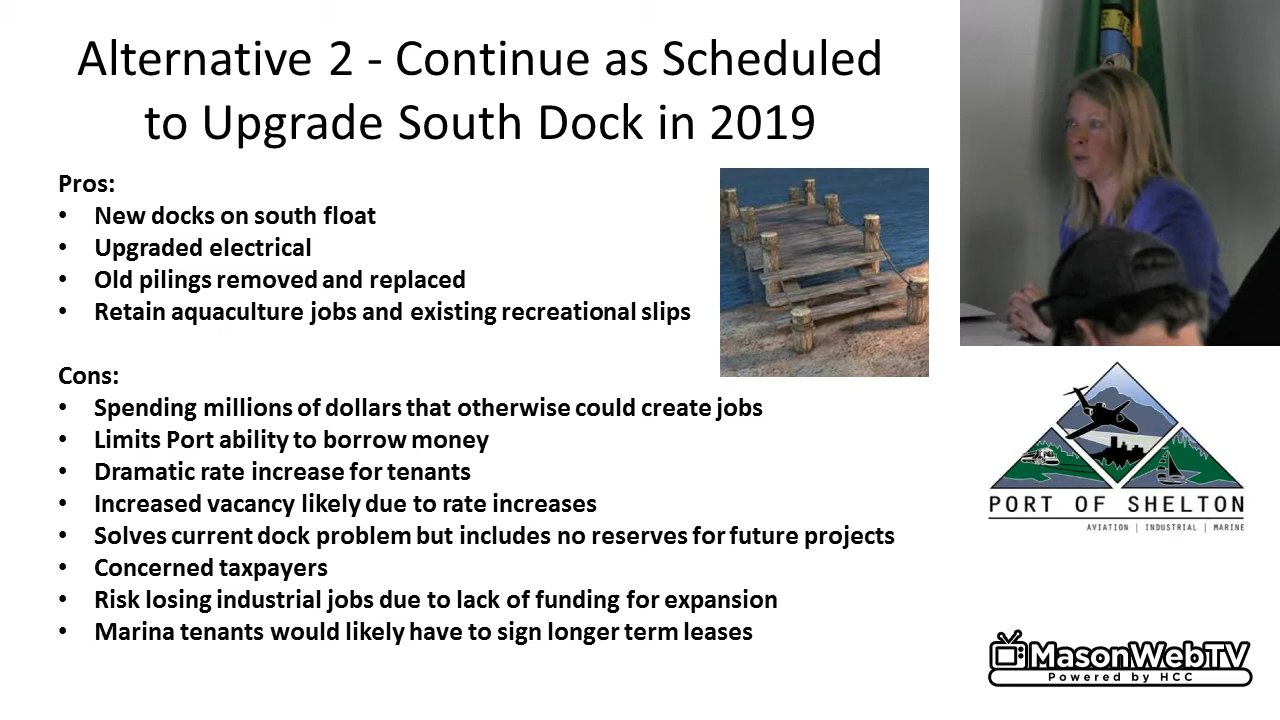 Alternative 2 - Continue as Scheduled
to Upgrade South Dock in 2019
Pros:
• New docks on south float
• Upgraded electrical
• Old pilings removed and replaced
• Retain aquaculture jobs and existing recreational slips
Cons:
• Spending millions of dollars that otherwise could create jobs
• Limits Port ability to borrow money
• Dramatic rate increase for tenants
• Increased vacancy likely due to rate increases
• Solves current dock problem but includes no reserves for future projects
• Concerned taxpayers
• Risk losing industrial jobs due to lack of funding for expansion
• Marina tenants would likely have to sign longer term leases
PORT OF SHELTON
AVIATION | INDUSTRIAL | MARINE
MasonWebTV
Powered by HCC